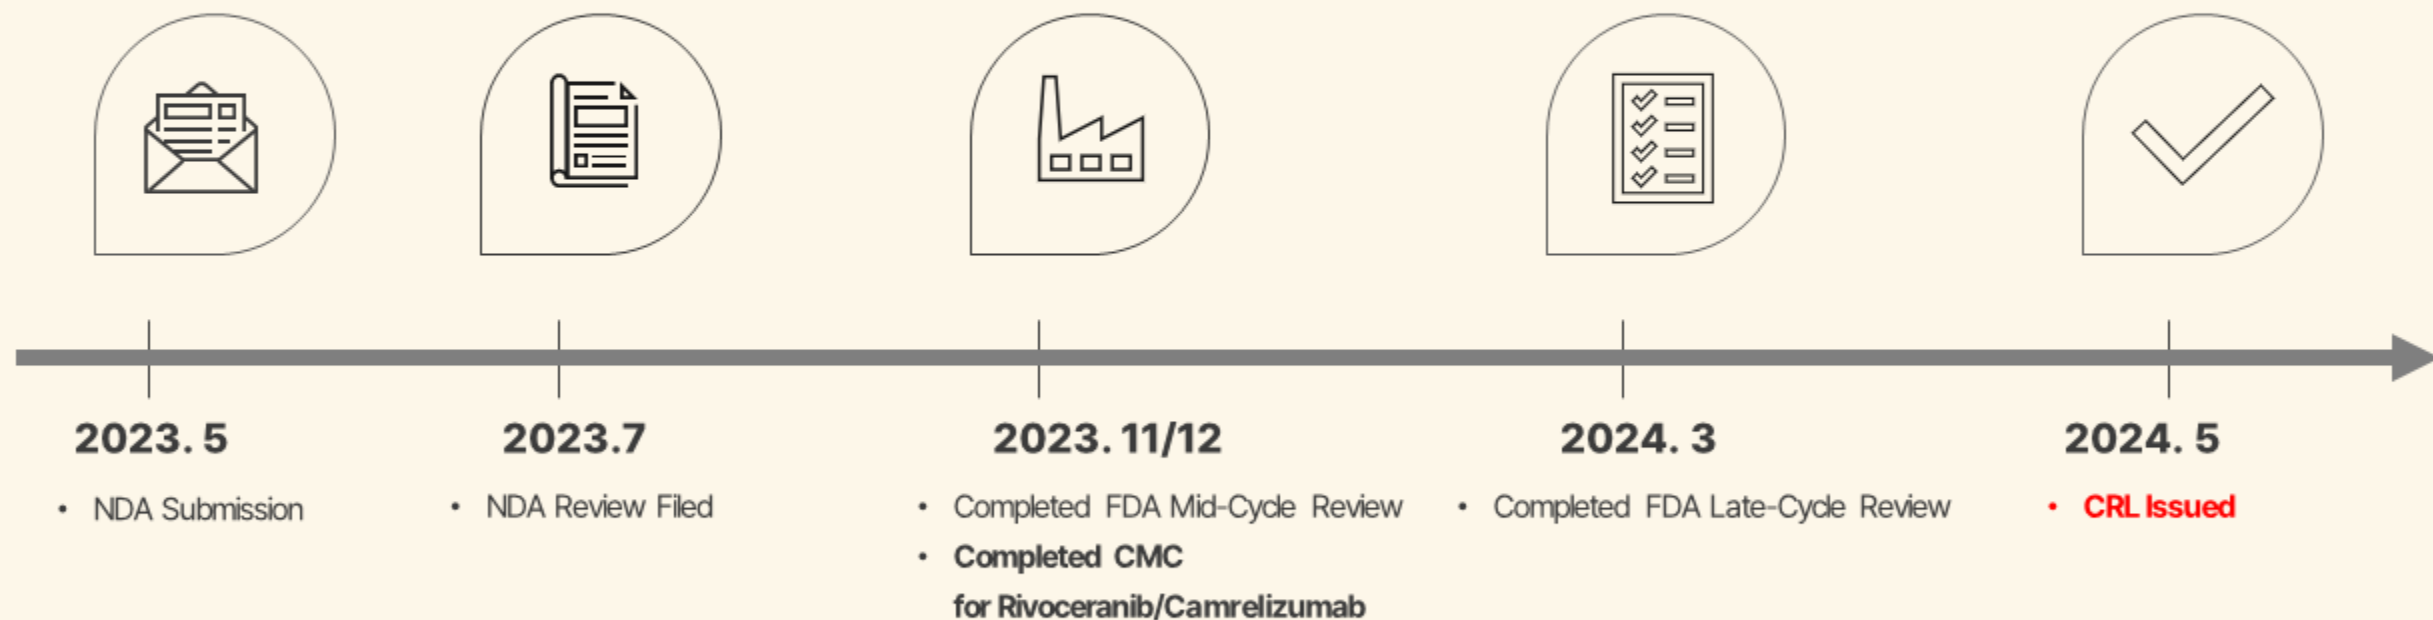 2023. 5
• NDA Submission
2023.7
• NDA Review Filed
2023. 11/12
• Completed FDA Mid-Cycle Review
• Completed CMC
for Rivoceranib/Camrelizumab
2024. 3
• Completed FDA Late-Cycle Review
2024. 5
• CRL Issued